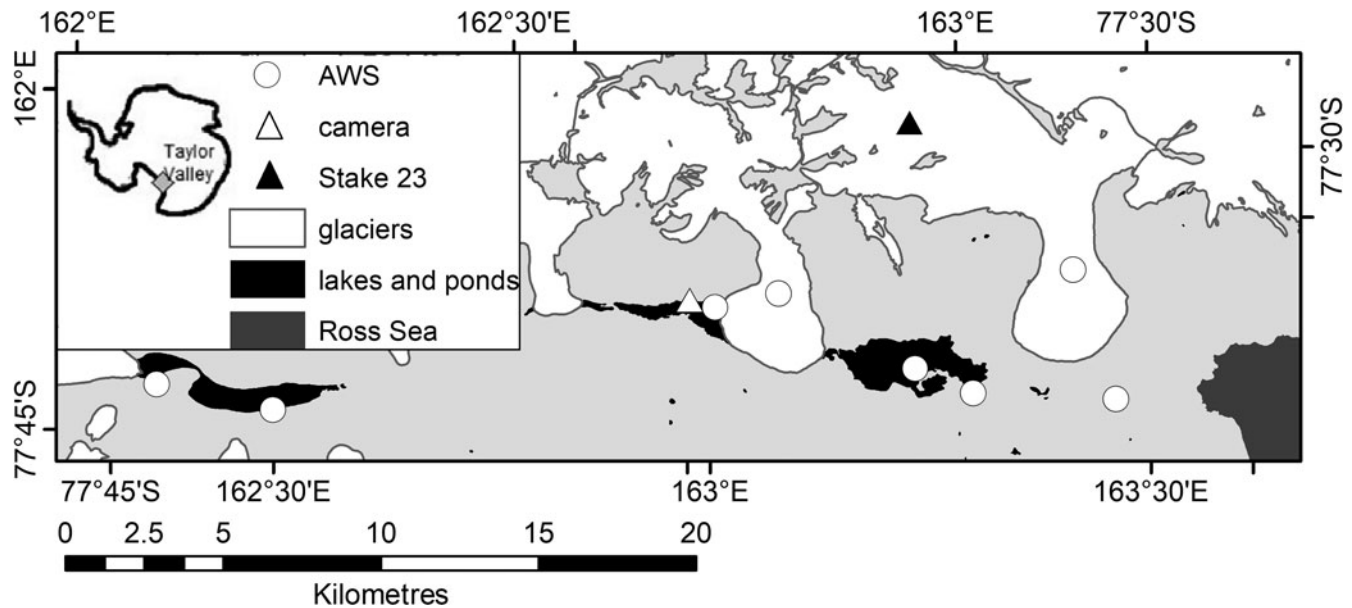 162°E 162°30'E 163°E 77°30'S
162°E
AWS
camera
Stake 23
glaciers
lakes and ponds
Ross Sea
Taylor
Valley
77°30'S
77°45'S
77°45'S 162°30'E 163°E 163°30'E
0 2.5 5 10 15 20
Kilometres